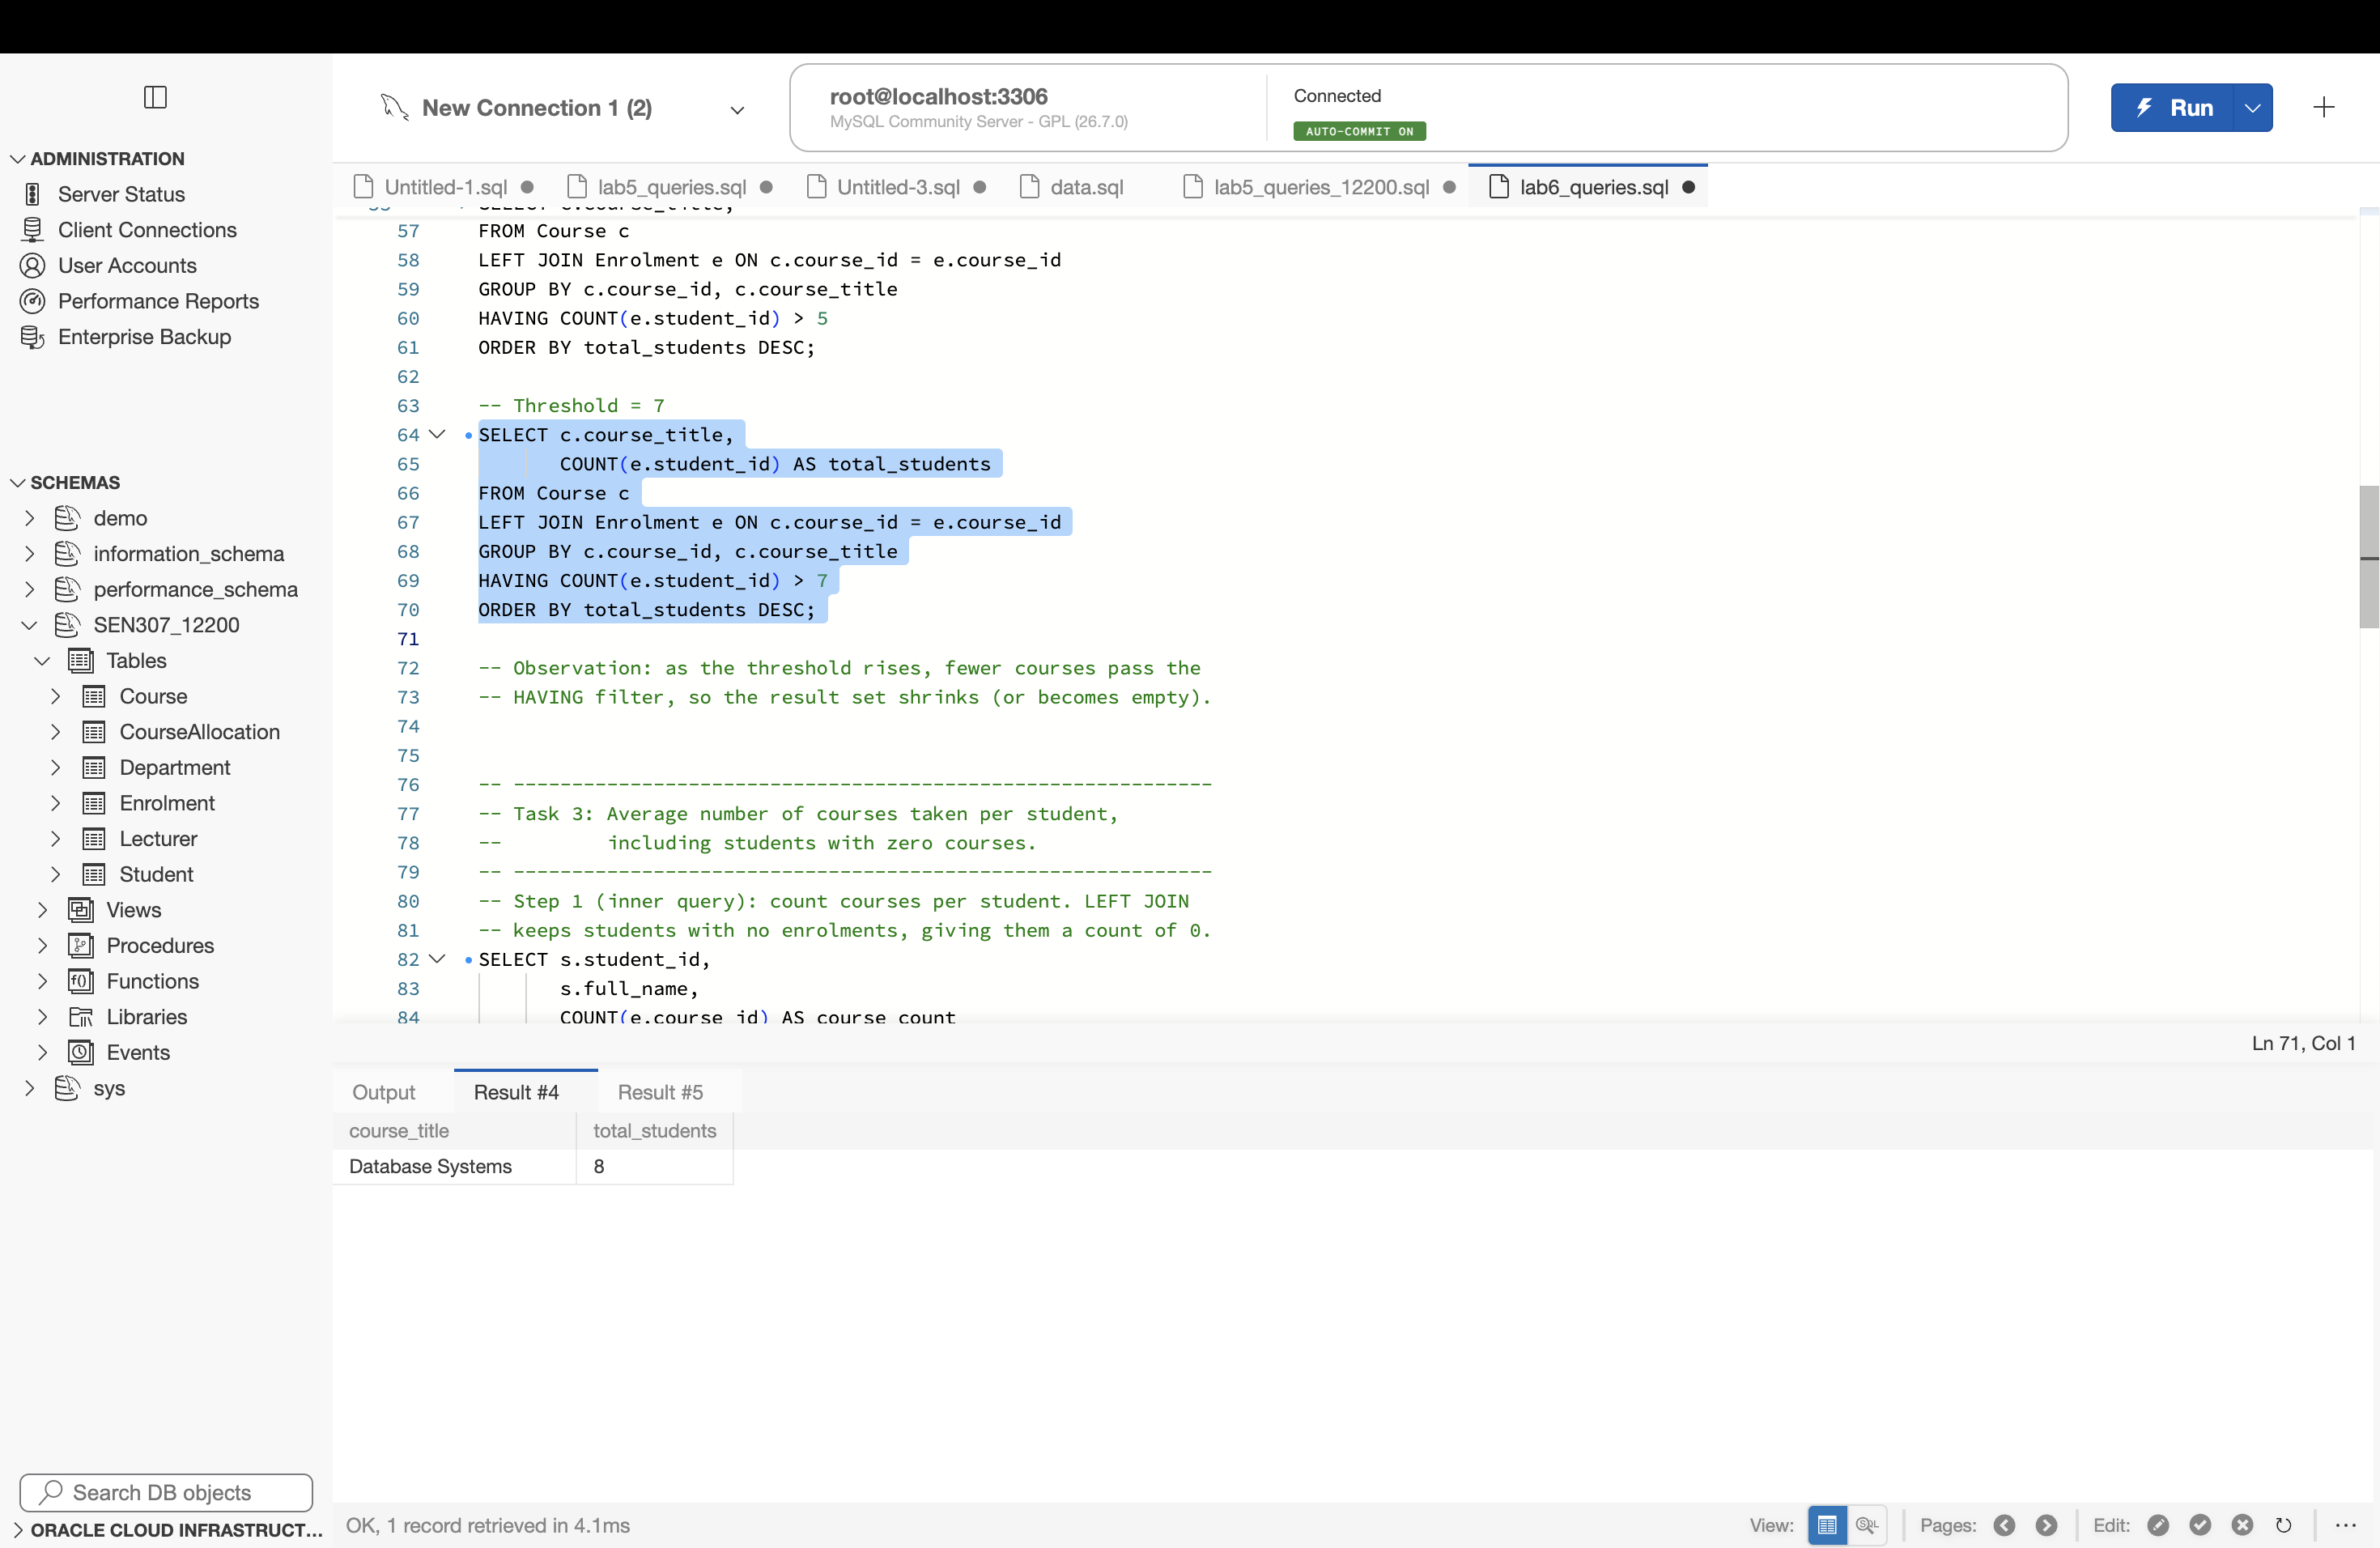 New Connection 1 (2)
root@localhost:3306
MySQL Community Server - GPL (26.7.0)
Connected
AUTO-COMMIT ON
Run
ADMINISTRATION
Server Status
Client Connections
User Accounts
Performance Reports
Enterprise Backup
SCHEMAS
demo
information_schema
performance_schema
SEN307_12200
Tables
Course
CourseAllocation
Department
Enrolment
Lecturer
Student
Views
Procedures
Functions
Libraries
Events
sys
Search DB objects
ORACLE CLOUD INFRASTRUCT...
Untitled-1.sql
lab5_queries.sql
Untitled-3.sql
data.sql
lab5_queries_12200.sql
lab6_queries.sql
57 FROM Course c
58 LEFT JOIN Enrolment e ON c.course_id = e.course_id
59 GROUP BY c.course_id, c.course_title
60 HAVING COUNT(e.student_id) > 5
61 ORDER BY total_students DESC;
62
63 -- Threshold = 7
64 SELECT c.course_title,
65 COUNT(e.student_id) AS total_students
66 FROM Course c
67 LEFT JOIN Enrolment e ON c.course_id = e.course_id
68 GROUP BY c.course_id, c.course_title
69 HAVING COUNT(e.student_id) > 7
70 ORDER BY total_students DESC;
71
72 -- Observation: as the threshold rises, fewer courses pass the
73 -- HAVING filter, so the result set shrinks (or becomes empty).
74
75
76 -- ------------------------------------------------------------
77 -- Task 3: Average number of courses taken per student,
78 -- including students with zero courses.
79 -- ------------------------------------------------------------
80 -- Step 1 (inner query): count courses per student. LEFT JOIN
81 -- keeps students with no enrolments, giving them a count of 0.
82 SELECT s.student_id,
83 s.full_name,
84 COUNT(e.course_id) AS course_count
Ln 71, Col 1
Output
Result #4
Result #5
course_title total_students
Database Systems 8
OK, 1 record retrieved in 4.1ms
View:
SQL
Pages:
Edit: